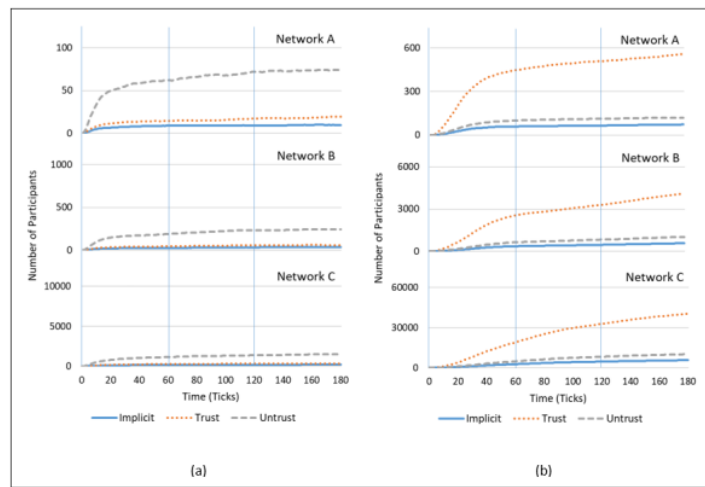 Network A
100
50
0
Network B
1000
500
0
Network C
10000
5000
0
0 20 40 60 80 100 120 140 160 180
Number of Participants
Time (Ticks)
Implicit Trust Untrust
(a)
Network A
600
300
0
Network B
6000
3000
0
Network C
60000
30000
0
0 20 40 60 80 100 120 140 160 180
Number of Participants
Time (Ticks)
Implicit Trust Untrust
(b)